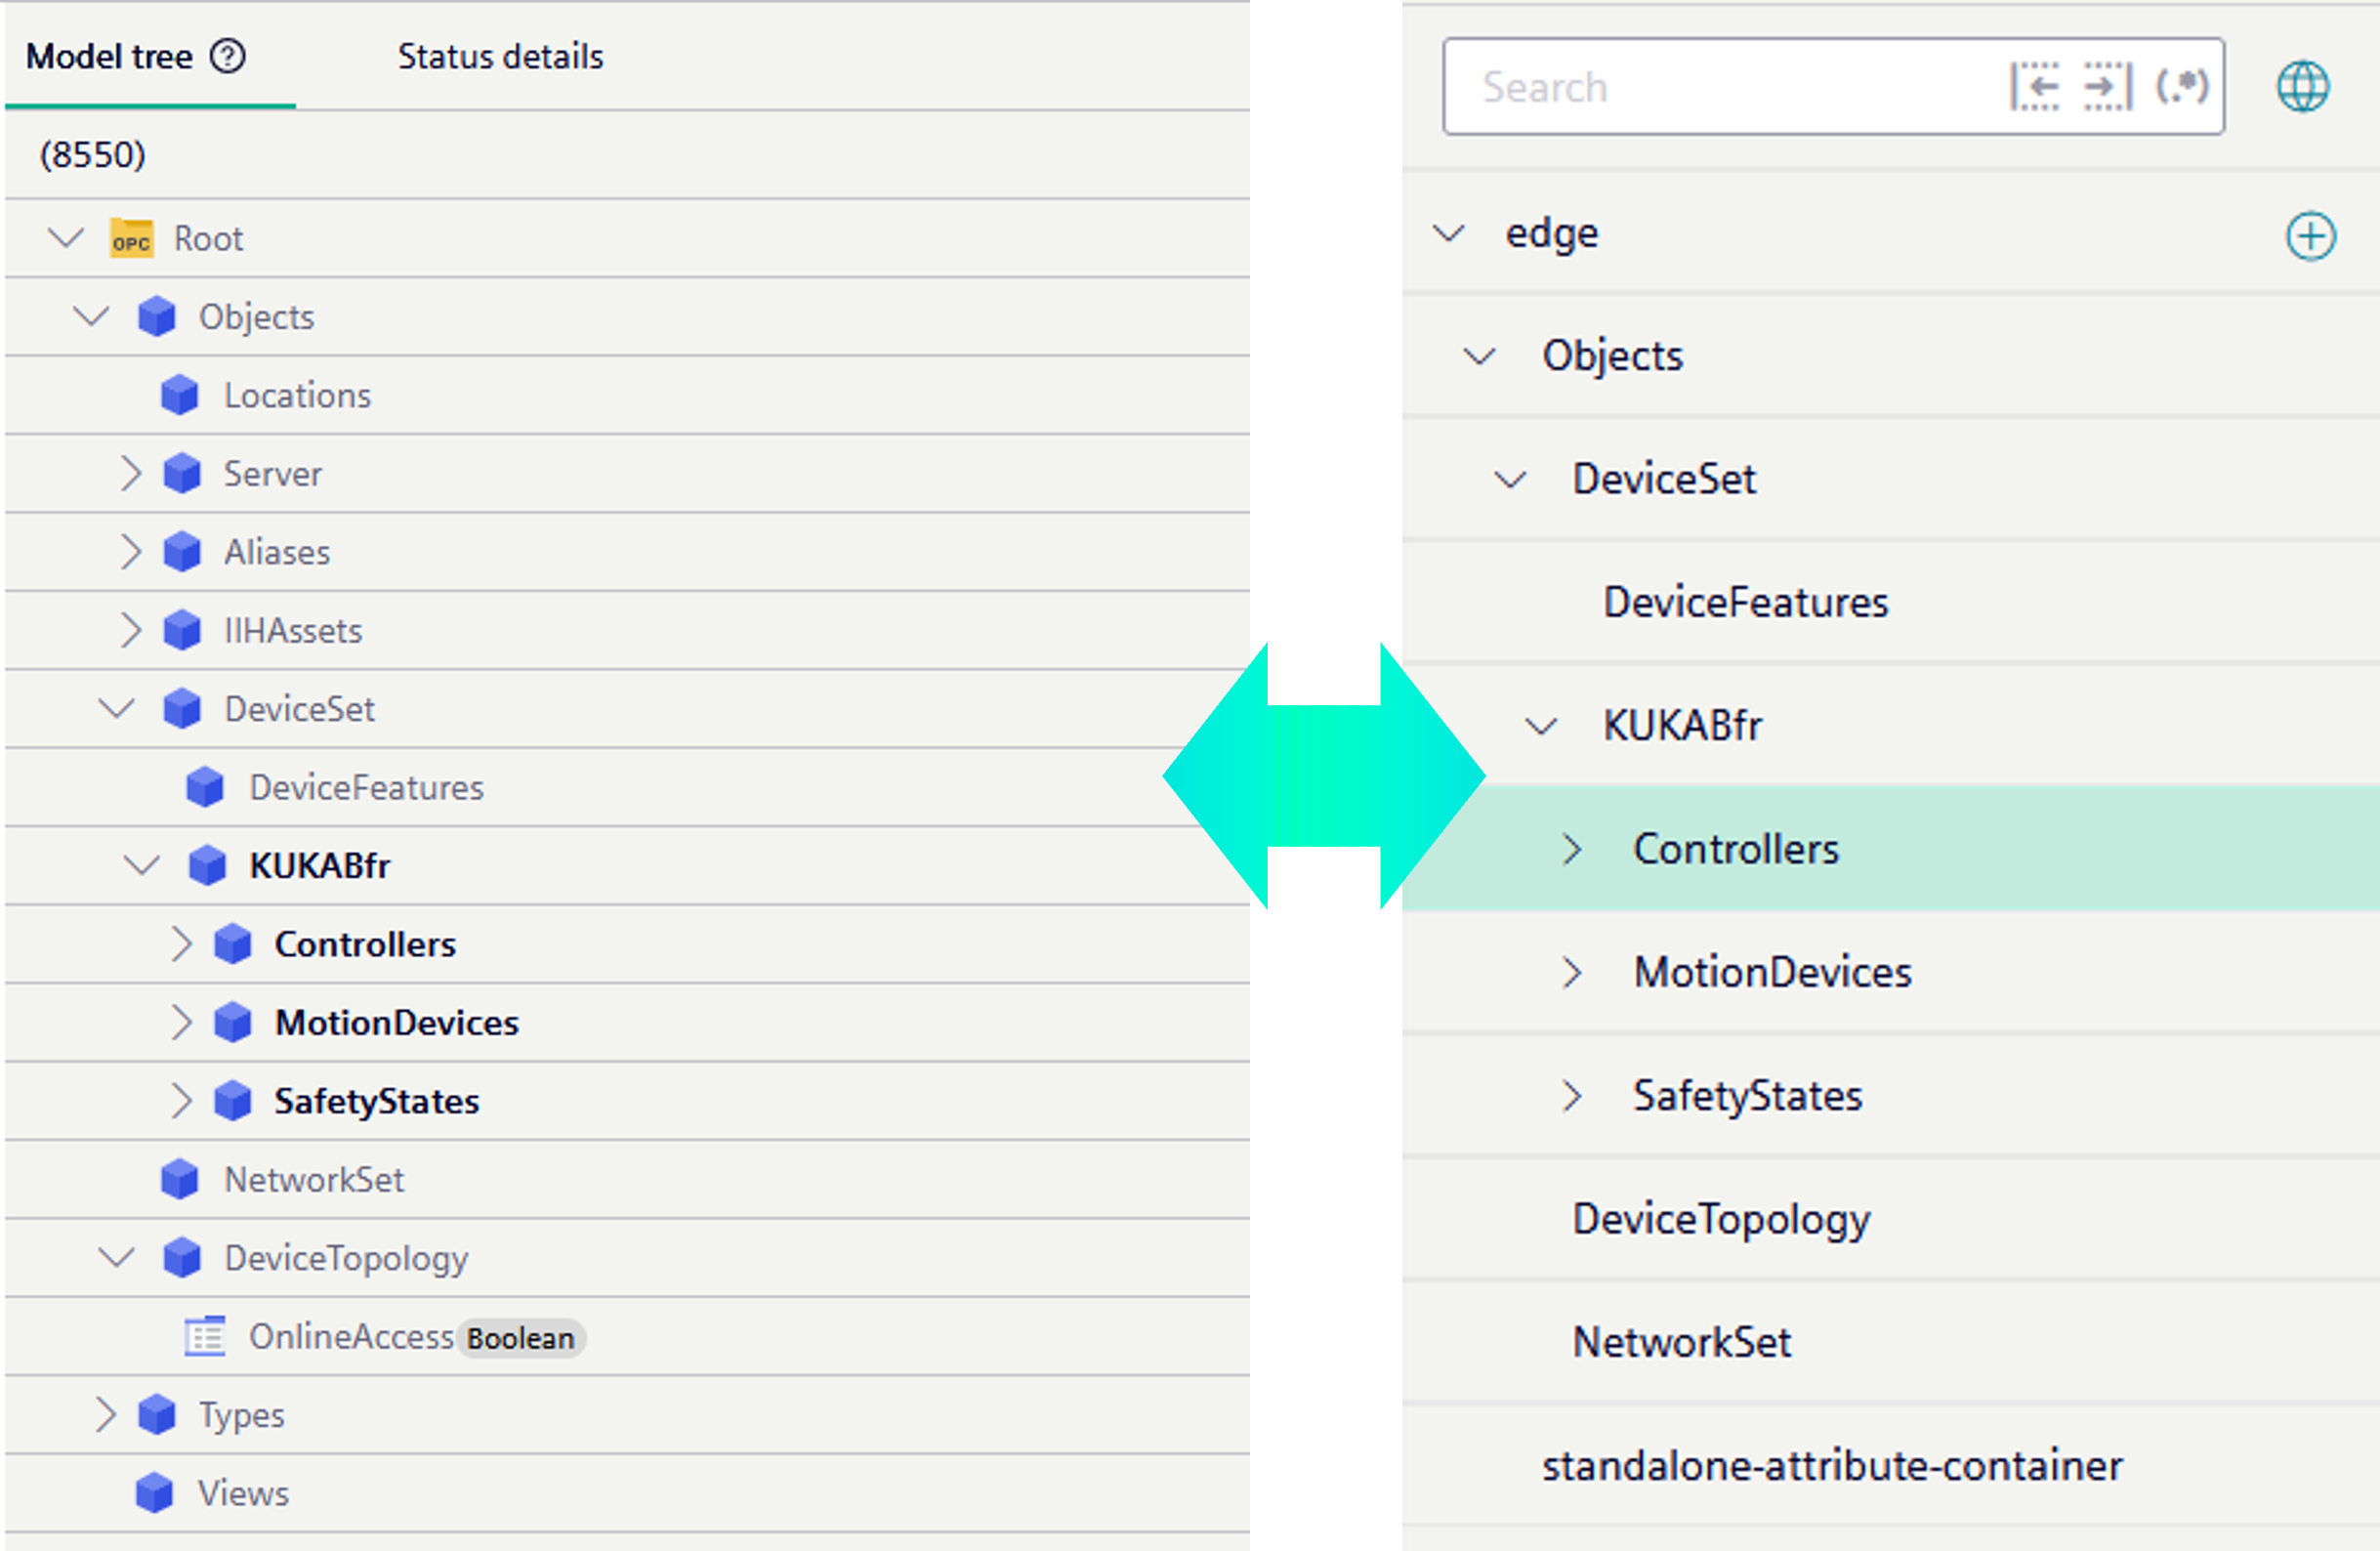 Model tree ? Status details
(8550)
OPC Root
Objects
Locations
Server
Aliases
IIHAssets
DeviceSet
DeviceFeatures
KUKABfr
Controllers
MotionDevices
SafetyStates
NetworkSet
DeviceTopology
OnlineAccess Boolean
Types
Views
Search (.*)
edge
Objects
DeviceSet
DeviceFeatures
KUKABfr
Controllers
MotionDevices
SafetyStates
DeviceTopology
NetworkSet
standalone-attribute-container